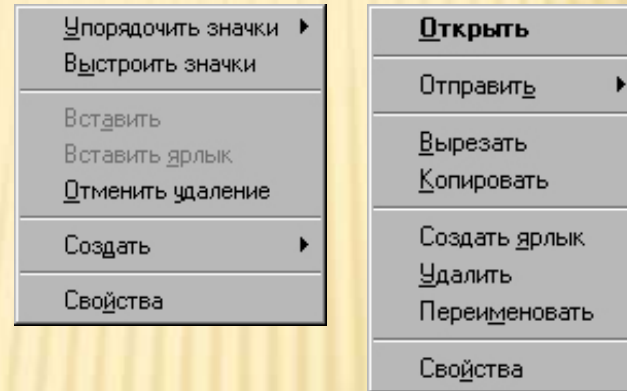 Упорядочить значки
Выстроить значки
Вставить
Вставить ярлык
Отменить удаление
Создать
Свойства
Открыть
Отправить
Вырезать
Копировать
Создать ярлык
Удалить
Переименовать
Свойства